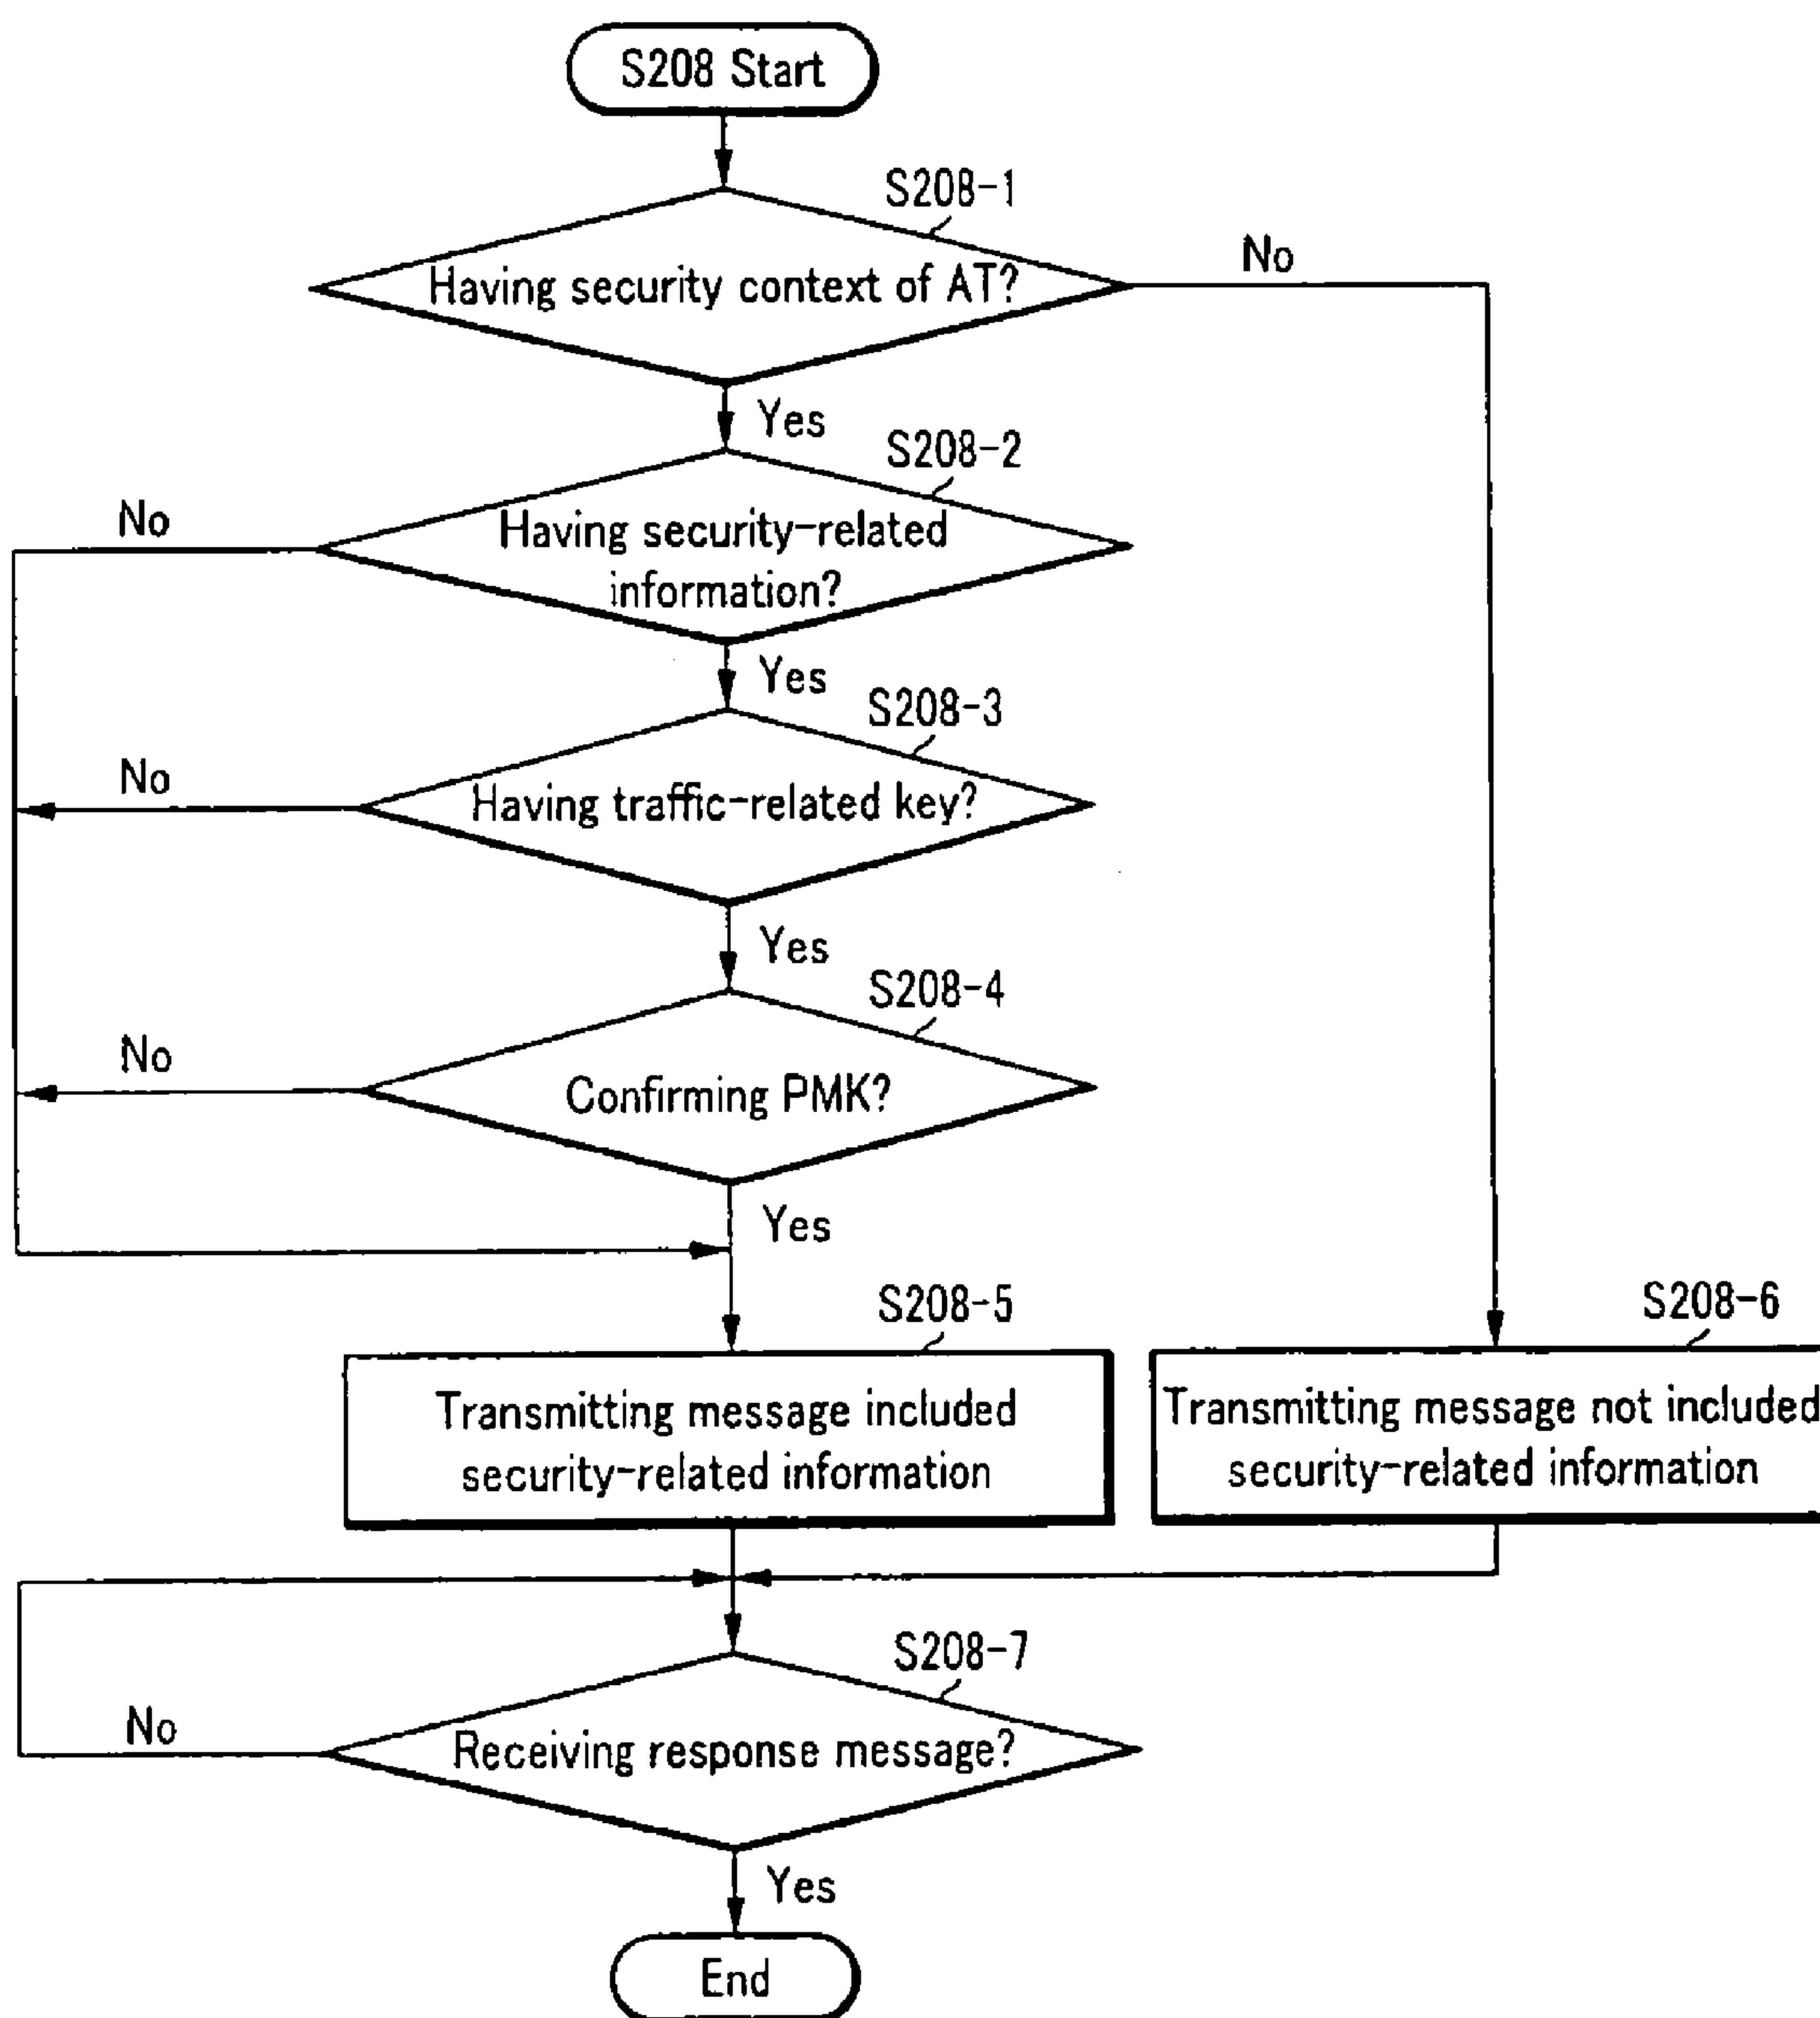 S208 Start
S208-1
Having security context of AT?
No
Yes
S208-2
No
Having security-related
information?
Yes
S208-3
No
Having traffic-related key?
Yes
S208-4
No
Confirming PMK?
Yes
S208-5
S208-6
Transmitting message included
security-related information
Transmitting message not included
security-related information
S208-7
No
Receiving response message?
Yes
End